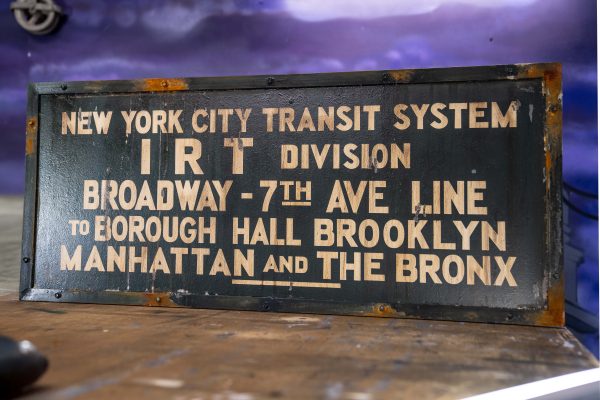 NEW YORK CITY TRANSIT SYSTEM
IRT DIVISION
BROADWAY - 7TH AVE LINE
TO BOROUGH HALL BROOKLYN
MANHATTAN AND THE BRONX